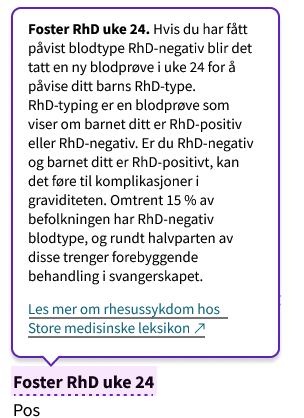 Foster RhD uke 24. Hvis du har fått
påvist blodtype RhD-negativ blir det
tatt en ny blodprøve i uke 24 for å
påvise ditt barns RhD-type.
RhD-typing er en blodprøve som
viser om barnet ditt er RhD-positiv
eller RhD-negativ. Er du RhD-negativ
og barnet ditt er RhD-positivt, kan
det føre til komplikasjoner i
graviditeten. Omtrent 15 % av
befolkningen har RhD-negativ
blodtype, og rundt halvparten av
disse trenger forebyggende
behandling i svangerskapet.
Les mer om rhesussykdom hos
Store medisinske leksikon ↗
Foster RhD uke 24
Pos